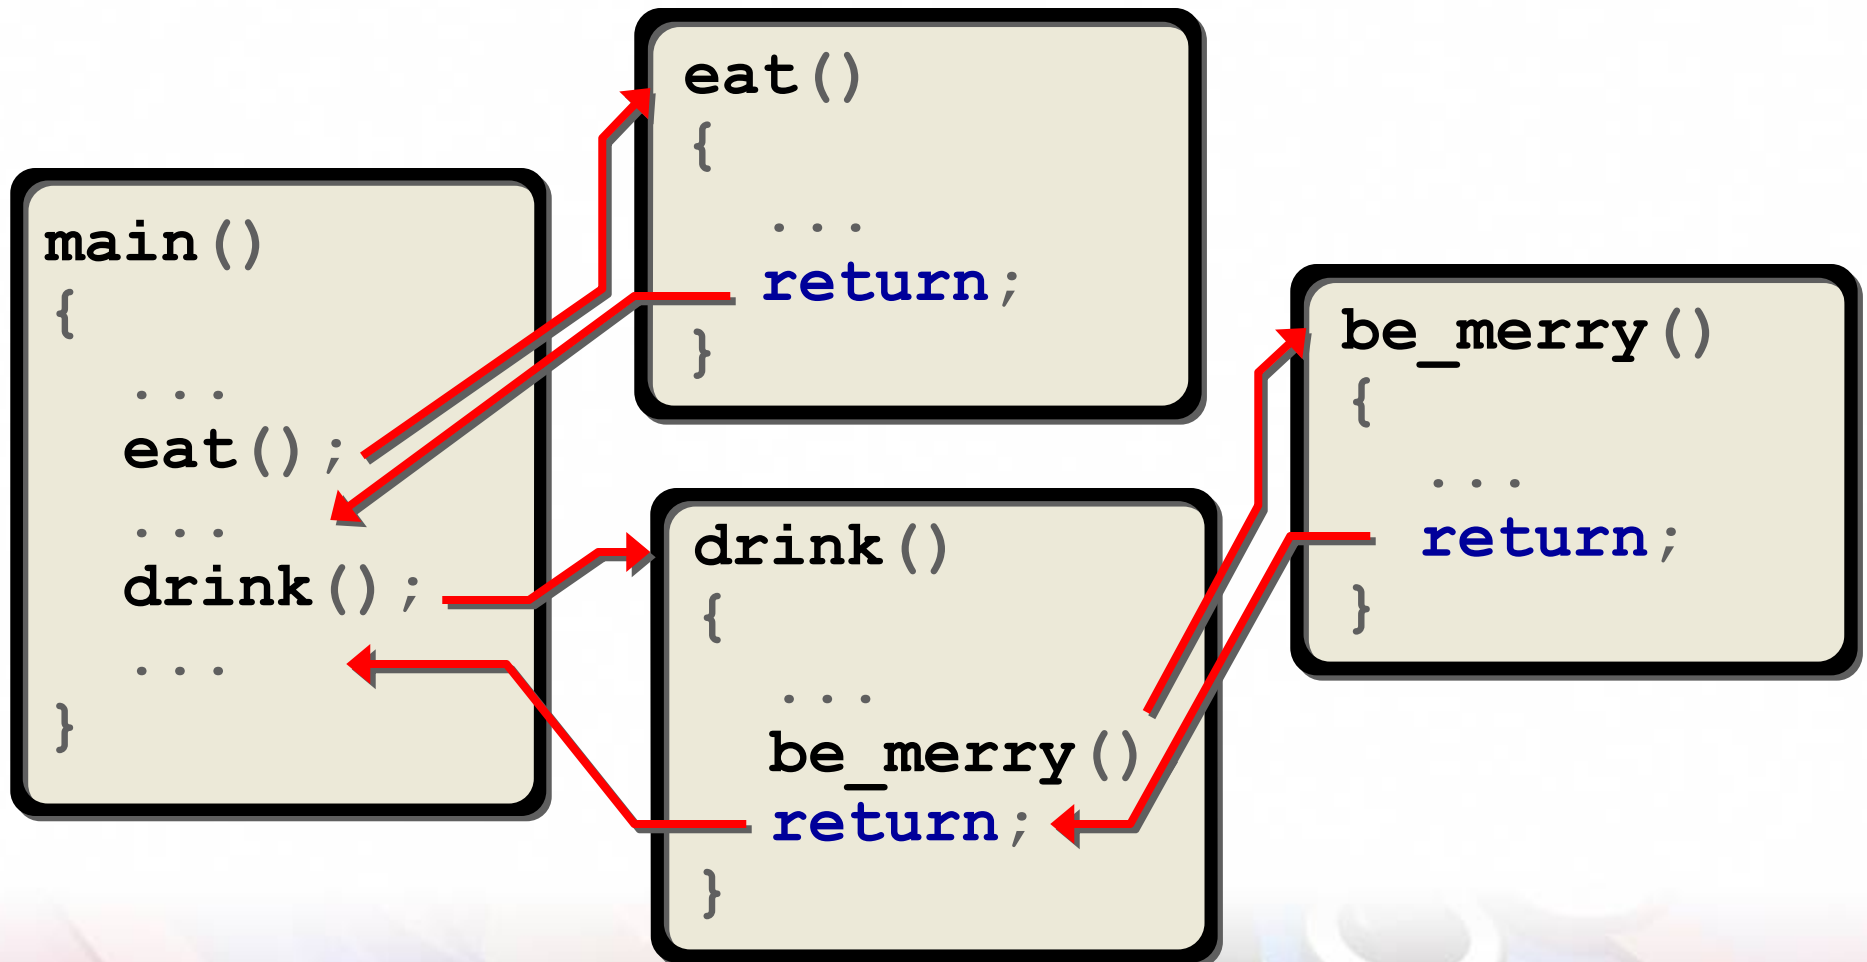 main()
{
...
eat();
...
drink();
...
}
eat()
{
...
return;
}
drink()
{
...
be_merry()
return;
}
be_merry()
{
...
return;
}